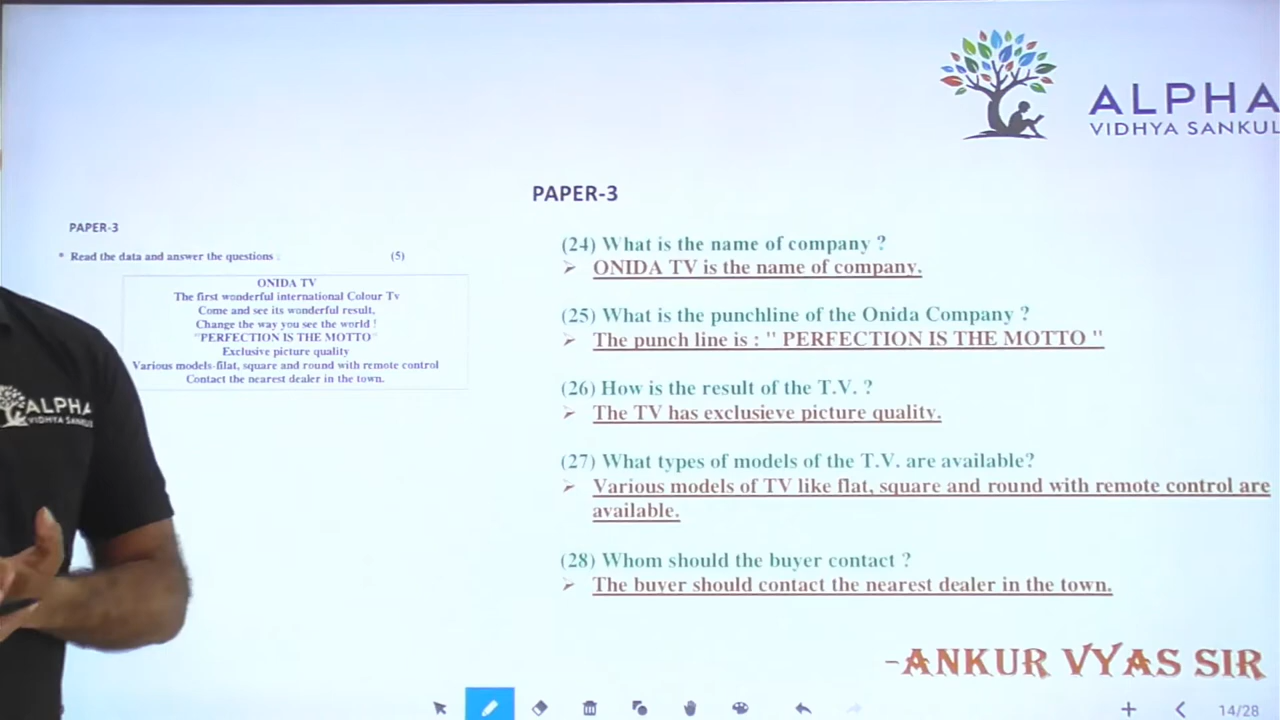 ALPHA
VIDHYA SANKUL
PAPER-3
* Read the data and answer the questions : (5)
ONIDA TV
The first wonderful international Colour Tv
Come and see its wonderful result,
Change the way you see the world !
"PERFECTION IS THE MOTTO"
Exclusive picture quality
Various models-filat, square and round with remote control
Contact the nearest dealer in the town.
ALPHA
VIDHYA SANKUL
PAPER-3
(24) What is the name of company ?
➢ ONIDA TV is the name of company.
(25) What is the punchline of the Onida Company ?
➢ The punch line is : " PERFECTION IS THE MOTTO "
(26) How is the result of the T.V. ?
➢ The TV has exclusieve picture quality.
(27) What types of models of the T.V. are available?
➢ Various models of TV like flat, square and round with remote control are
available.
(28) Whom should the buyer contact ?
➢ The buyer should contact the nearest dealer in the town.
-ANKUR VYAS SIR
14/28